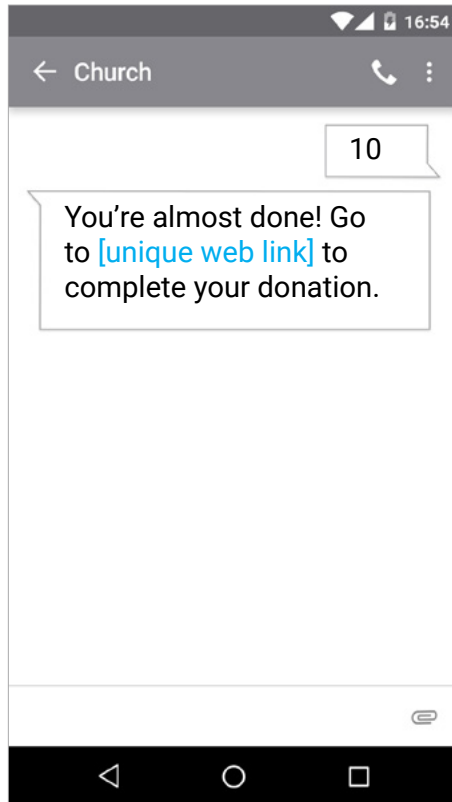 16:54
Church
10
You’re almost done! Go
to [unique web link] to
complete your donation.